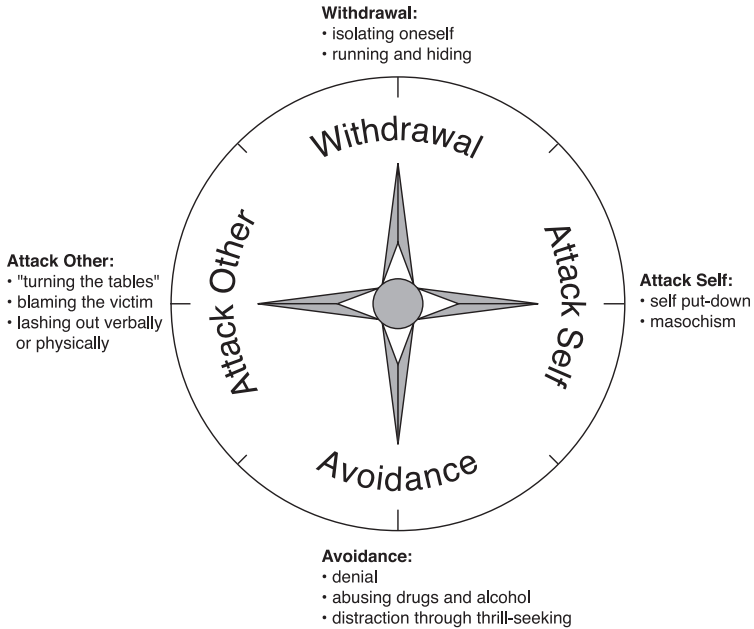 Withdrawal:
• isolating oneself
• running and hiding
Withdrawal
Attack Other:
• "turning the tables"
• blaming the victim
• lashing out verbally
or physically
Attack Other
Attack Self
Attack Self:
• self put-down
• masochism
Avoidance
Avoidance:
• denial
• abusing drugs and alcohol
• distraction through thrill-seeking